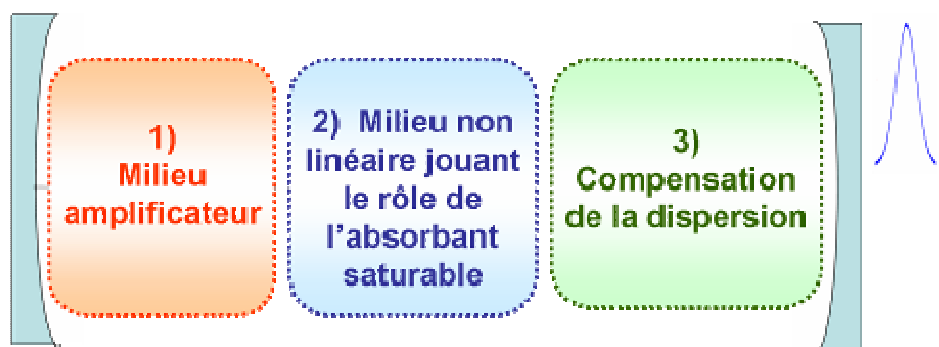 1)
Milieu
amplificateur
2) Milieu non
linéaire jouant
le rôle de
l'absorbant
saturable
3)
Compensation
de la dispersion